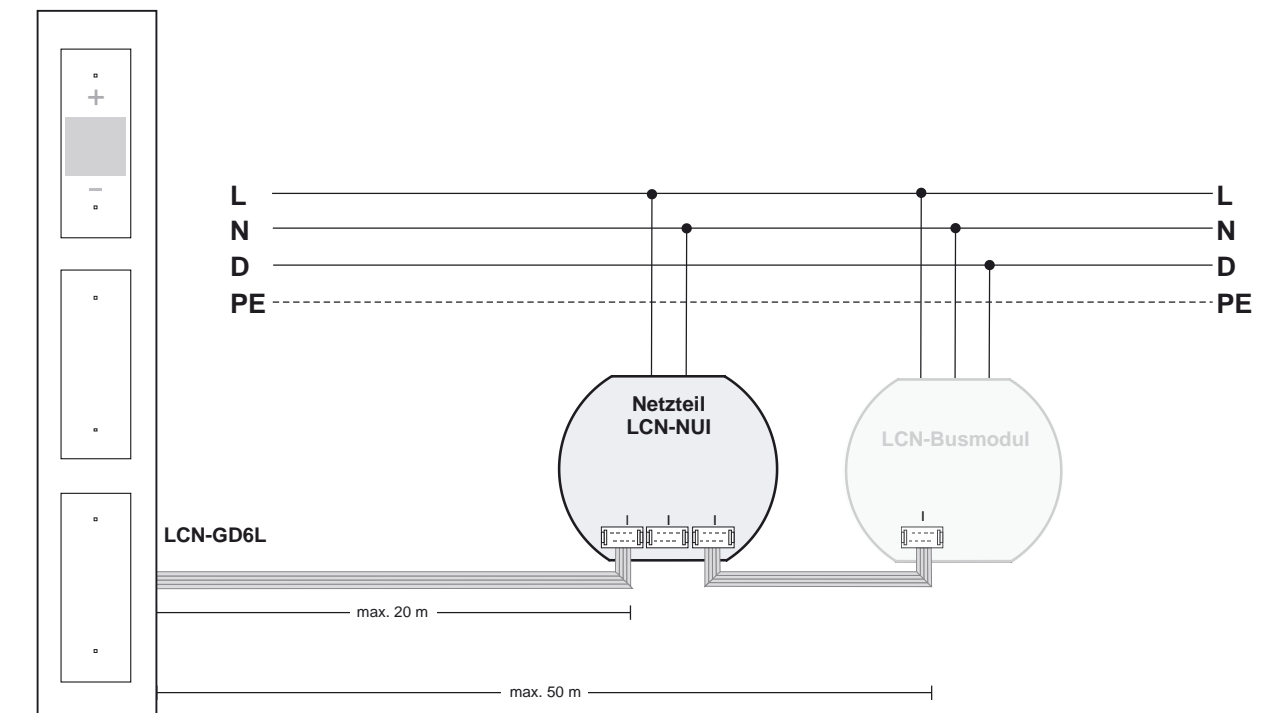 +
−
L L
N N
D D
PE PE
Netzteil
LCN-NUI
LCN-Busmodul
I I I I
LCN-GD6L
max. 20 m
max. 50 m